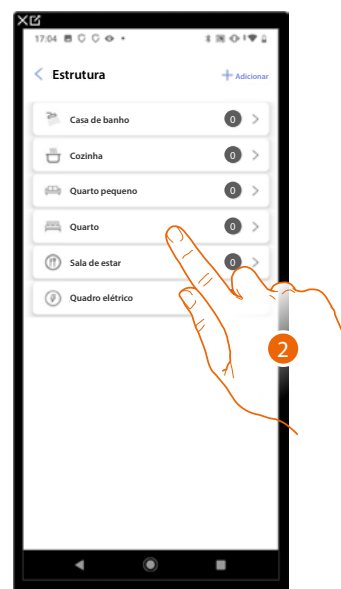 17:04
Estrutura
Adicionar
Casa de banho 0
Cozinha 0
Quarto pequeno 0
Quarto 0
Sala de estar 0
Quadro elétrico
2